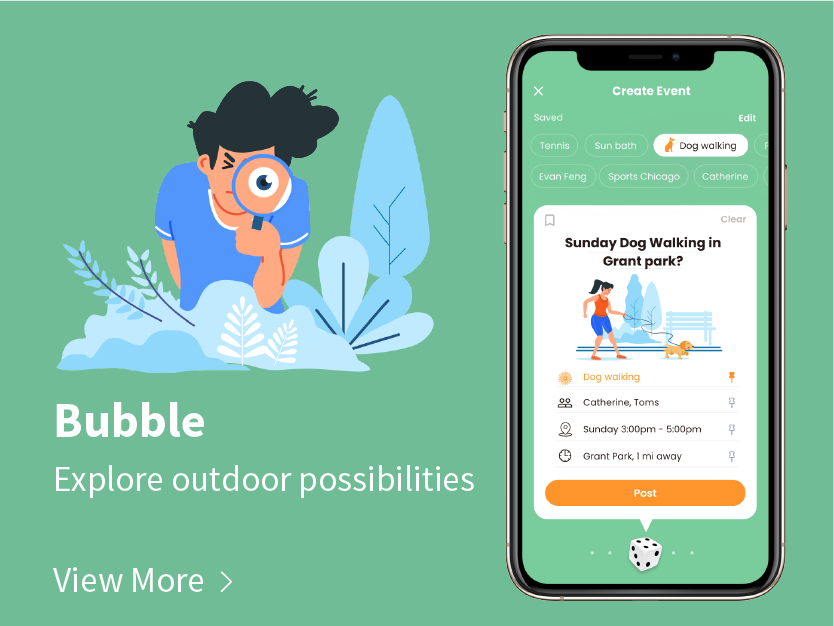 Bubble
Explore outdoor possibilities
View More
Create Event
Saved
Edit
Tennis
Sun bath
Dog walking
Evan Feng
Sports Chicago
Catherine
Clear
Sunday Dog Walking in
Grant park?
Dog walking
Catherine, Toms
Sunday 3:00pm - 5:00pm
Grant Park, 1 mi away
Post